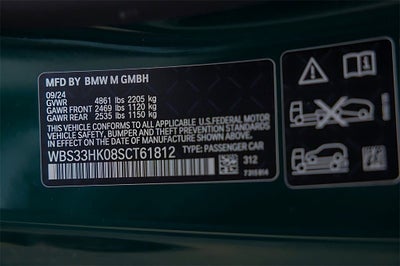 MFD BY BMW M GMBH
09/24
GVWR 4861 lbs 2205 kg
GAWR FRONT 2469 lbs 1120 kg
GAWR REAR 2535 lbs 1150 kg
THIS VEHICLE CONFORMS TO ALL APPLICABLE U.S. FEDERAL MOTOR
VEHICLE SAFETY, BUMPER AND THEFT PREVENTION STANDARDS IN
EFFECT ON THE DATE OF MANUFACTURE SHOWN ABOVE.
WBS33HK08SCT61812 TYPE: PASSENGER CAR
312